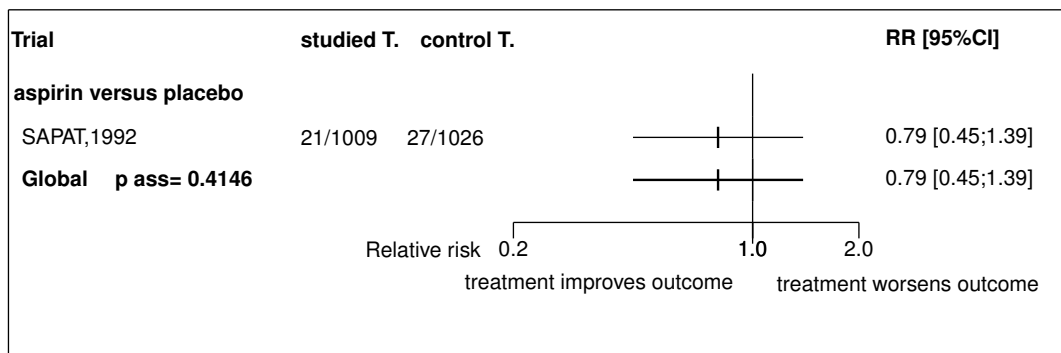 Trial studied T. control T. RR [95%CI]
aspirin versus placebo
SAPAT,1992 21/1009 27/1026 0.79 [0.45;1.39]
Global p ass= 0.4146 0.79 [0.45;1.39]
Relative risk 0.2 1.0 2.0
treatment improves outcome treatment worsens outcome